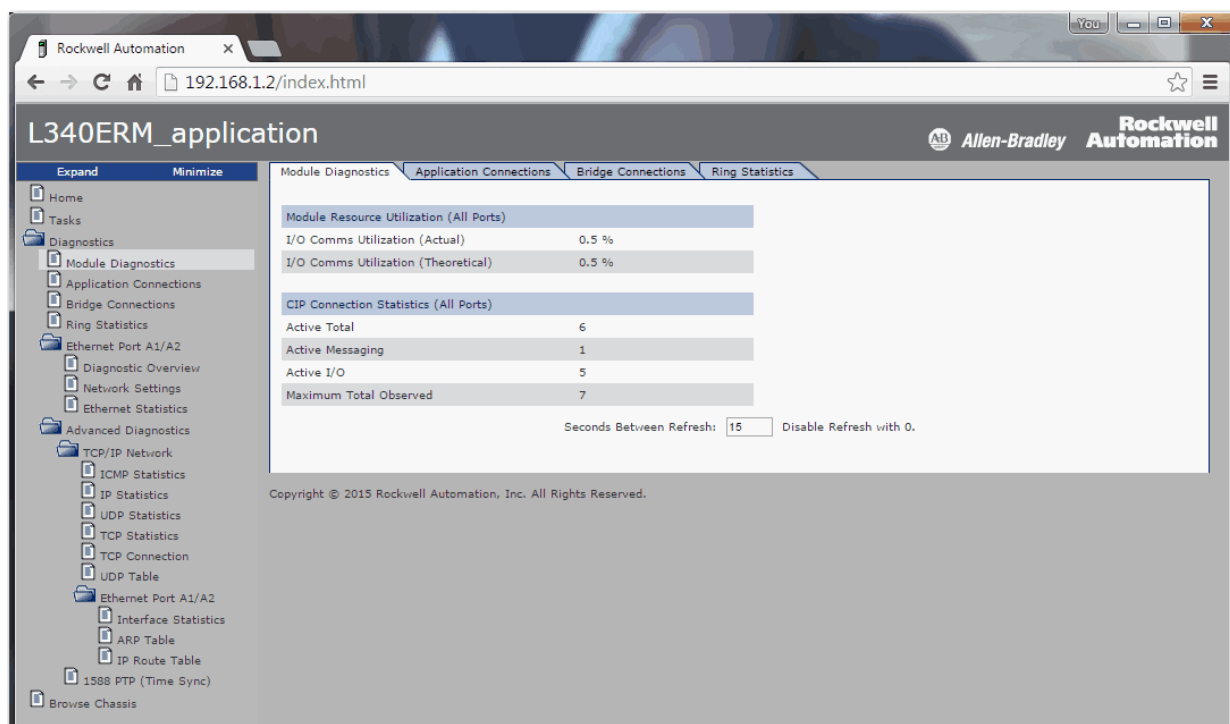 You
Rockwell Automation
192.168.1.2/index.html
L340ERM_application
AB Allen-Bradley Rockwell Automation
Expand Minimize
Home
Tasks
Diagnostics
Module Diagnostics
Application Connections
Bridge Connections
Ring Statistics
Ethernet Port A1/A2
Diagnostic Overview
Network Settings
Ethernet Statistics
Advanced Diagnostics
TCP/IP Network
ICMP Statistics
IP Statistics
UDP Statistics
TCP Statistics
TCP Connection
UDP Table
Ethernet Port A1/A2
Interface Statistics
ARP Table
IP Route Table
1588 PTP (Time Sync)
Browse Chassis
Module Diagnostics Application Connections Bridge Connections Ring Statistics
Module Resource Utilization (All Ports)
I/O Comms Utilization (Actual) 0.5 %
I/O Comms Utilization (Theoretical) 0.5 %
CIP Connection Statistics (All Ports)
Active Total 6
Active Messaging 1
Active I/O 5
Maximum Total Observed 7
Seconds Between Refresh: 15 Disable Refresh with 0.
Copyright © 2015 Rockwell Automation, Inc. All Rights Reserved.